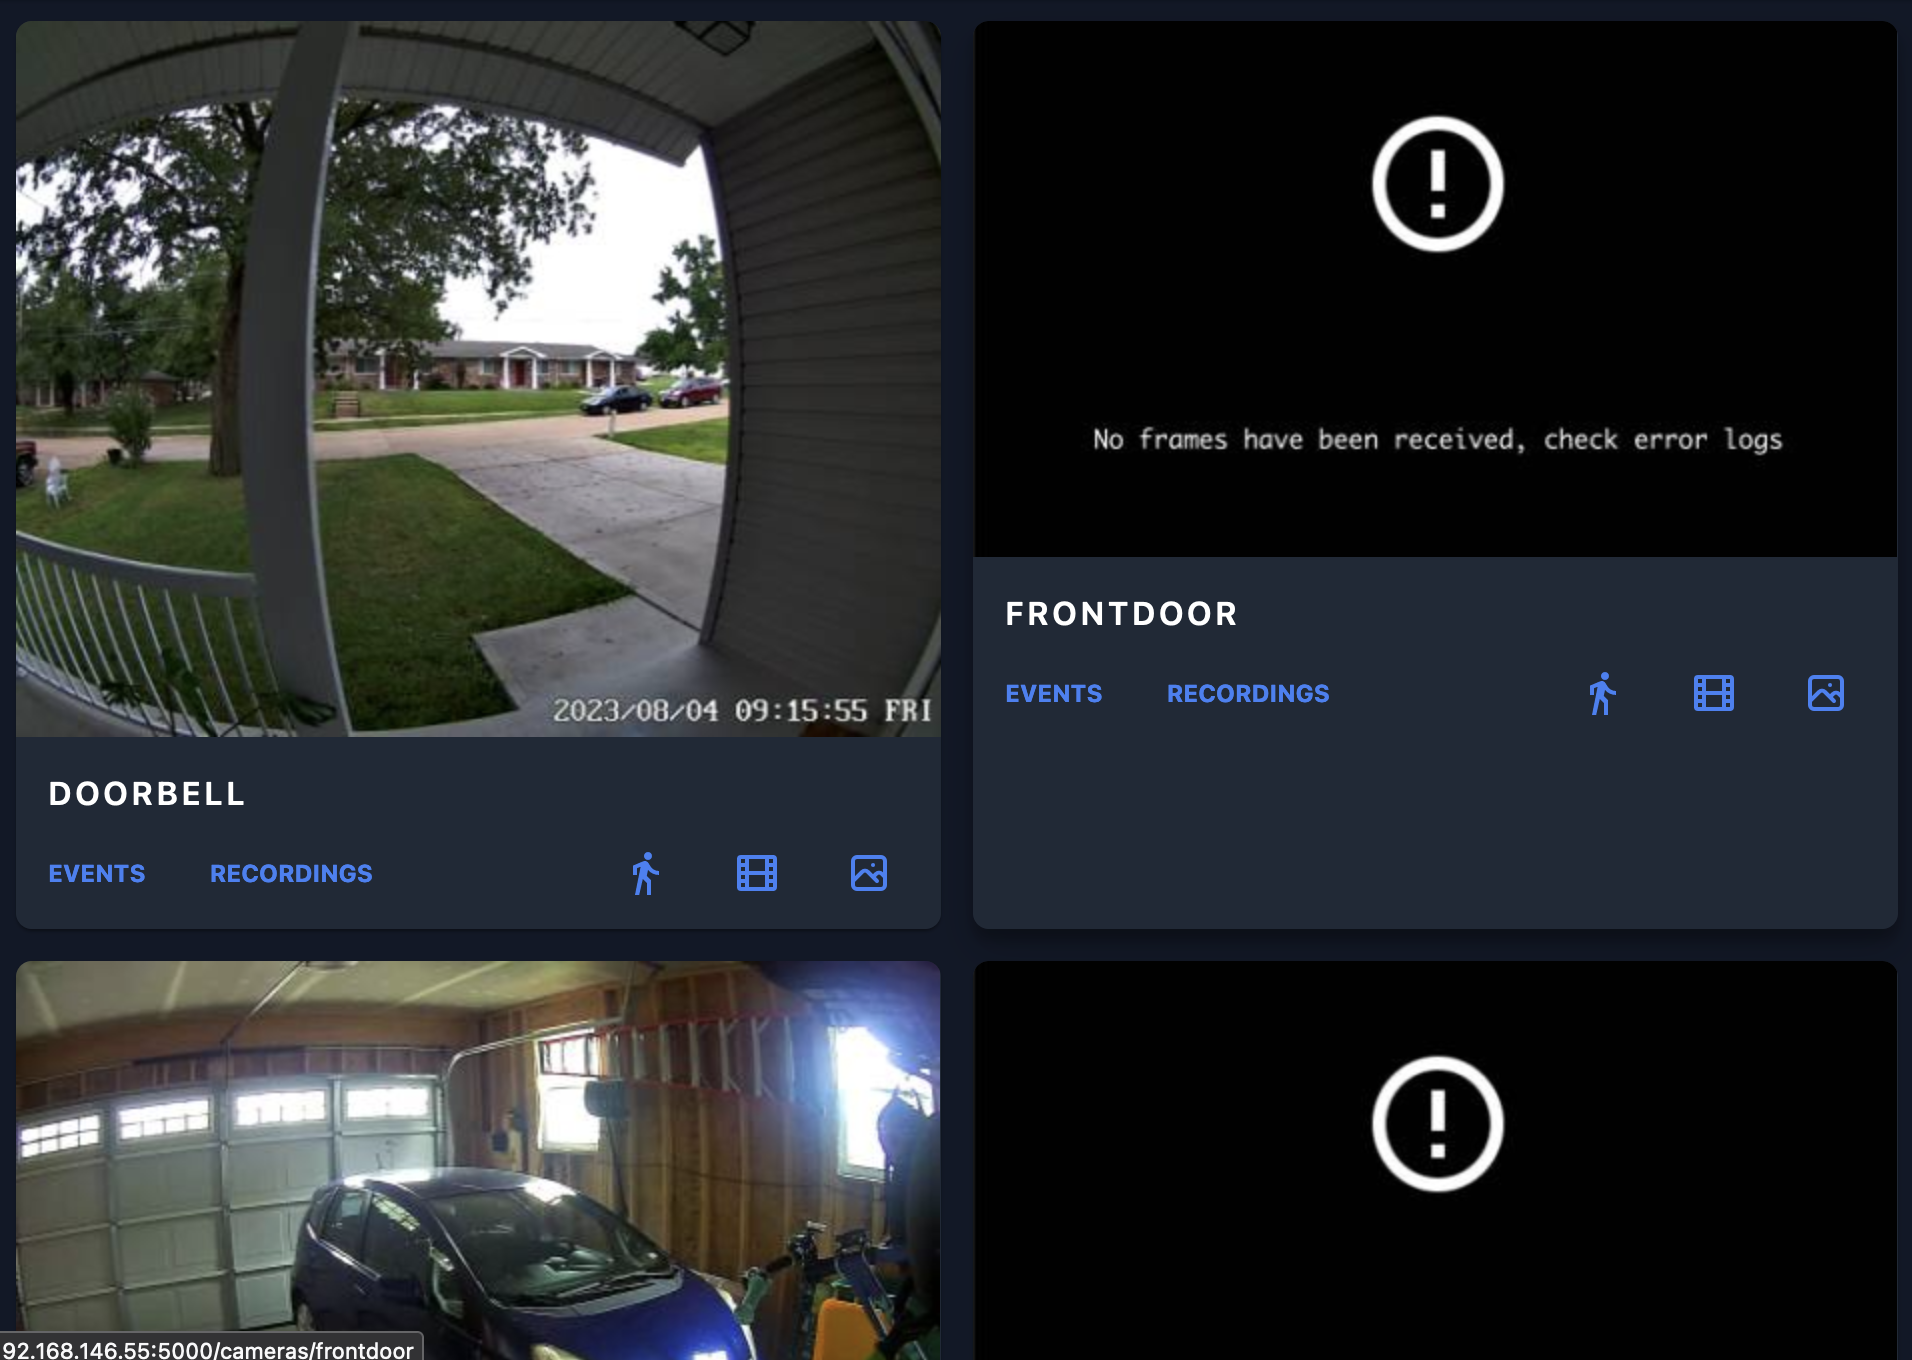 No frames have been received, check error logs
2023/08/04 09:15:55 FRI
FRONTDOOR
EVENTS RECORDINGS
DOORBELL
EVENTS RECORDINGS
92.168.146.55:5000/cameras/frontdoor